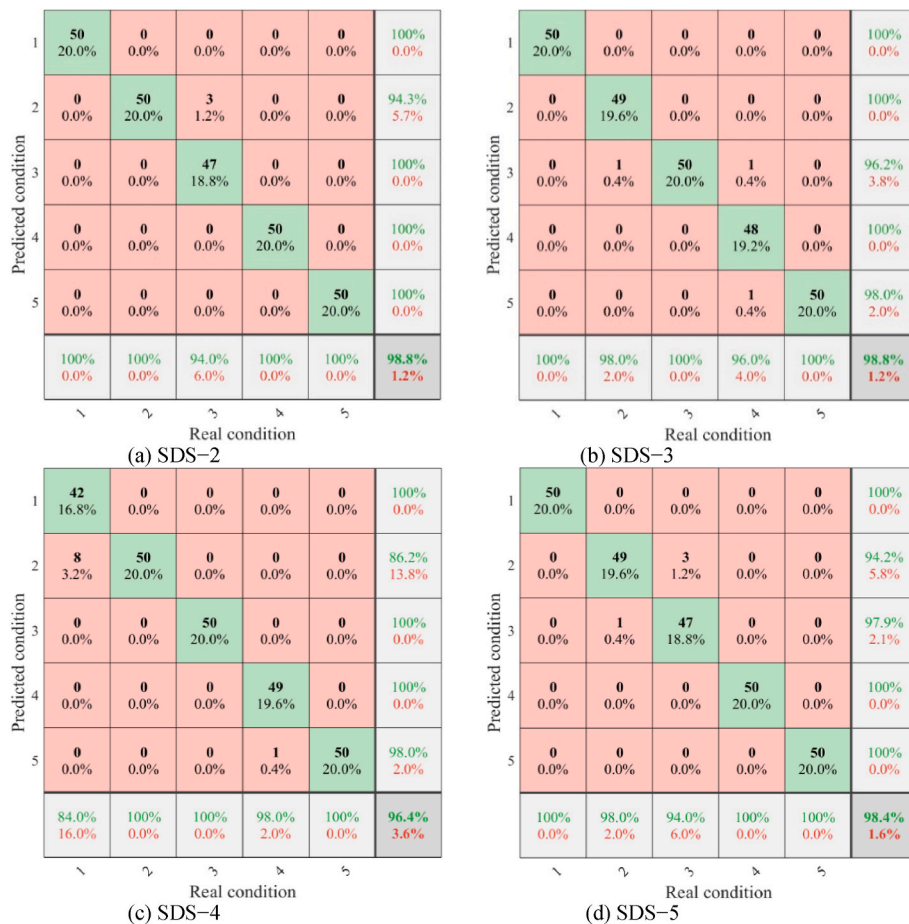 50 0 0 0 0 100% 50 0 0 0 0 100%
1 1
20.0% 0.0% 0.0% 0.0% 0.0% 0.0% 20.0% 0.0% 0.0% 0.0% 0.0% 0.0%
0 50 3 0 0 94.3% 0 49 0 0 0 100%
2 2
0.0% 20.0% 1.2% 0.0% 0.0% 5.7% 0.0% 19.6% 0.0% 0.0% 0.0% 0.0%
0 0 47 0 0 100% 0 1 50 1 0 96.2%
3 3
0.0% 0.0% 18.8% 0.0% 0.0% 0.0% 0.0% 0.4% 20.0% 0.4% 0.0% 3.8%
Predicted condition Predicted condition
0 0 0 50 0 100% 0 0 0 48 0 100%
4 4
0.0% 0.0% 0.0% 20.0% 0.0% 0.0% 0.0% 0.0% 0.0% 19.2% 0.0% 0.0%
0 0 0 0 50 100% 0 0 0 1 50 98.0%
5 5
0.0% 0.0% 0.0% 0.0% 20.0% 0.0% 0.0% 0.0% 0.0% 0.4% 20.0% 2.0%
100% 100% 94.0% 100% 100% 98.8% 100% 98.0% 100% 96.0% 100% 98.8%
0.0% 0.0% 6.0% 0.0% 0.0% 1.2% 0.0% 2.0% 0.0% 4.0% 0.0% 1.2%
1 2 3 4 5 1 2 3 4 5
Real condition Real condition
(a) SDS−2 (b) SDS−3
42 0 0 0 0 100% 50 0 0 0 0 100%
1 1
16.8% 0.0% 0.0% 0.0% 0.0% 0.0% 20.0% 0.0% 0.0% 0.0% 0.0% 0.0%
8 50 0 0 0 86.2% 0 49 3 0 0 94.2%
2 2
3.2% 20.0% 0.0% 0.0% 0.0% 13.8% 0.0% 19.6% 1.2% 0.0% 0.0% 5.8%
0 0 50 0 0 100% 0 1 47 0 0 97.9%
3 3
0.0% 0.0% 20.0% 0.0% 0.0% 0.0% 0.0% 0.4% 18.8% 0.0% 0.0% 2.1%
Predicted condition Predicted condition
0 0 0 49 0 100% 0 0 0 50 0 100%
4 4
0.0% 0.0% 0.0% 19.6% 0.0% 0.0% 0.0% 0.0% 0.0% 20.0% 0.0% 0.0%
0 0 0 1 50 98.0% 0 0 0 0 50 100%
5 5
0.0% 0.0% 0.0% 0.4% 20.0% 2.0% 0.0% 0.0% 0.0% 0.0% 20.0% 0.0%
84.0% 100% 100% 98.0% 100% 96.4% 100% 98.0% 94.0% 100% 100% 98.4%
16.0% 0.0% 0.0% 2.0% 0.0% 3.6% 0.0% 2.0% 6.0% 0.0% 0.0% 1.6%
1 2 3 4 5 1 2 3 4 5
Real condition Real condition
(c) SDS−4 (d) SDS−5